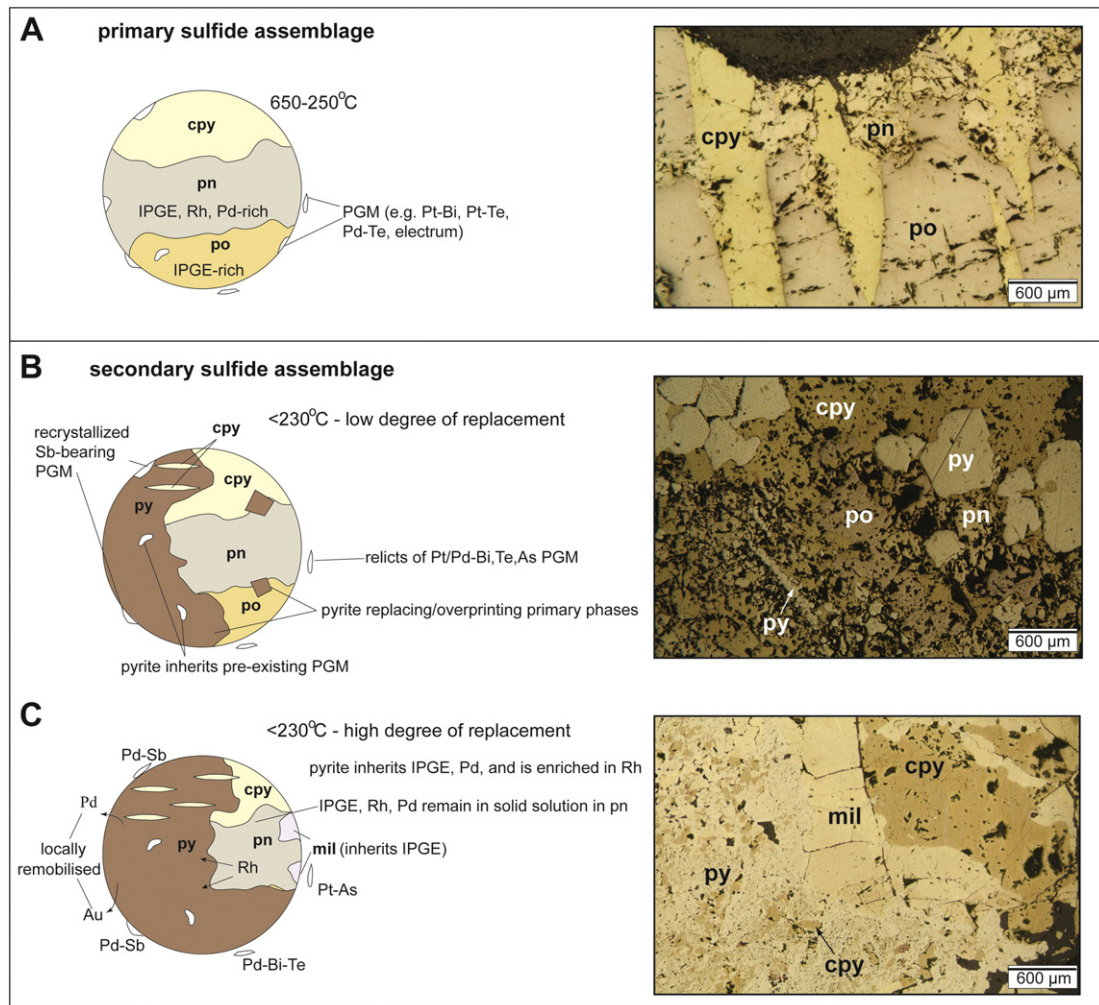 A
primary sulfide assemblage
650-250°C
cpy
pn
IPGE, Rh, Pd-rich
po
IPGE-rich
PGM (e.g. Pt-Bi, Pt-Te,
Pd-Te, electrum)
cpy
pn
po
600 µm
B
secondary sulfide assemblage
<230°C - low degree of replacement
recrystallized
Sb-bearing
PGM
cpy
cpy
py
pn
po
relicts of Pt/Pd-Bi,Te,As PGM
pyrite replacing/overprinting primary phases
pyrite inherits pre-existing PGM
cpy
py
po
pn
py
600 µm
C
<230°C - high degree of replacement
Pd-Sb
pyrite inherits IPGE, Pd, and is enriched in Rh
Pd
cpy
IPGE, Rh, Pd remain in solid solution in pn
pn
py
locally
remobilised
mil (inherits IPGE)
Rh
Pt-As
Au
Pd-Sb
Pd-Bi-Te
cpy
mil
py
cpy
600 µm